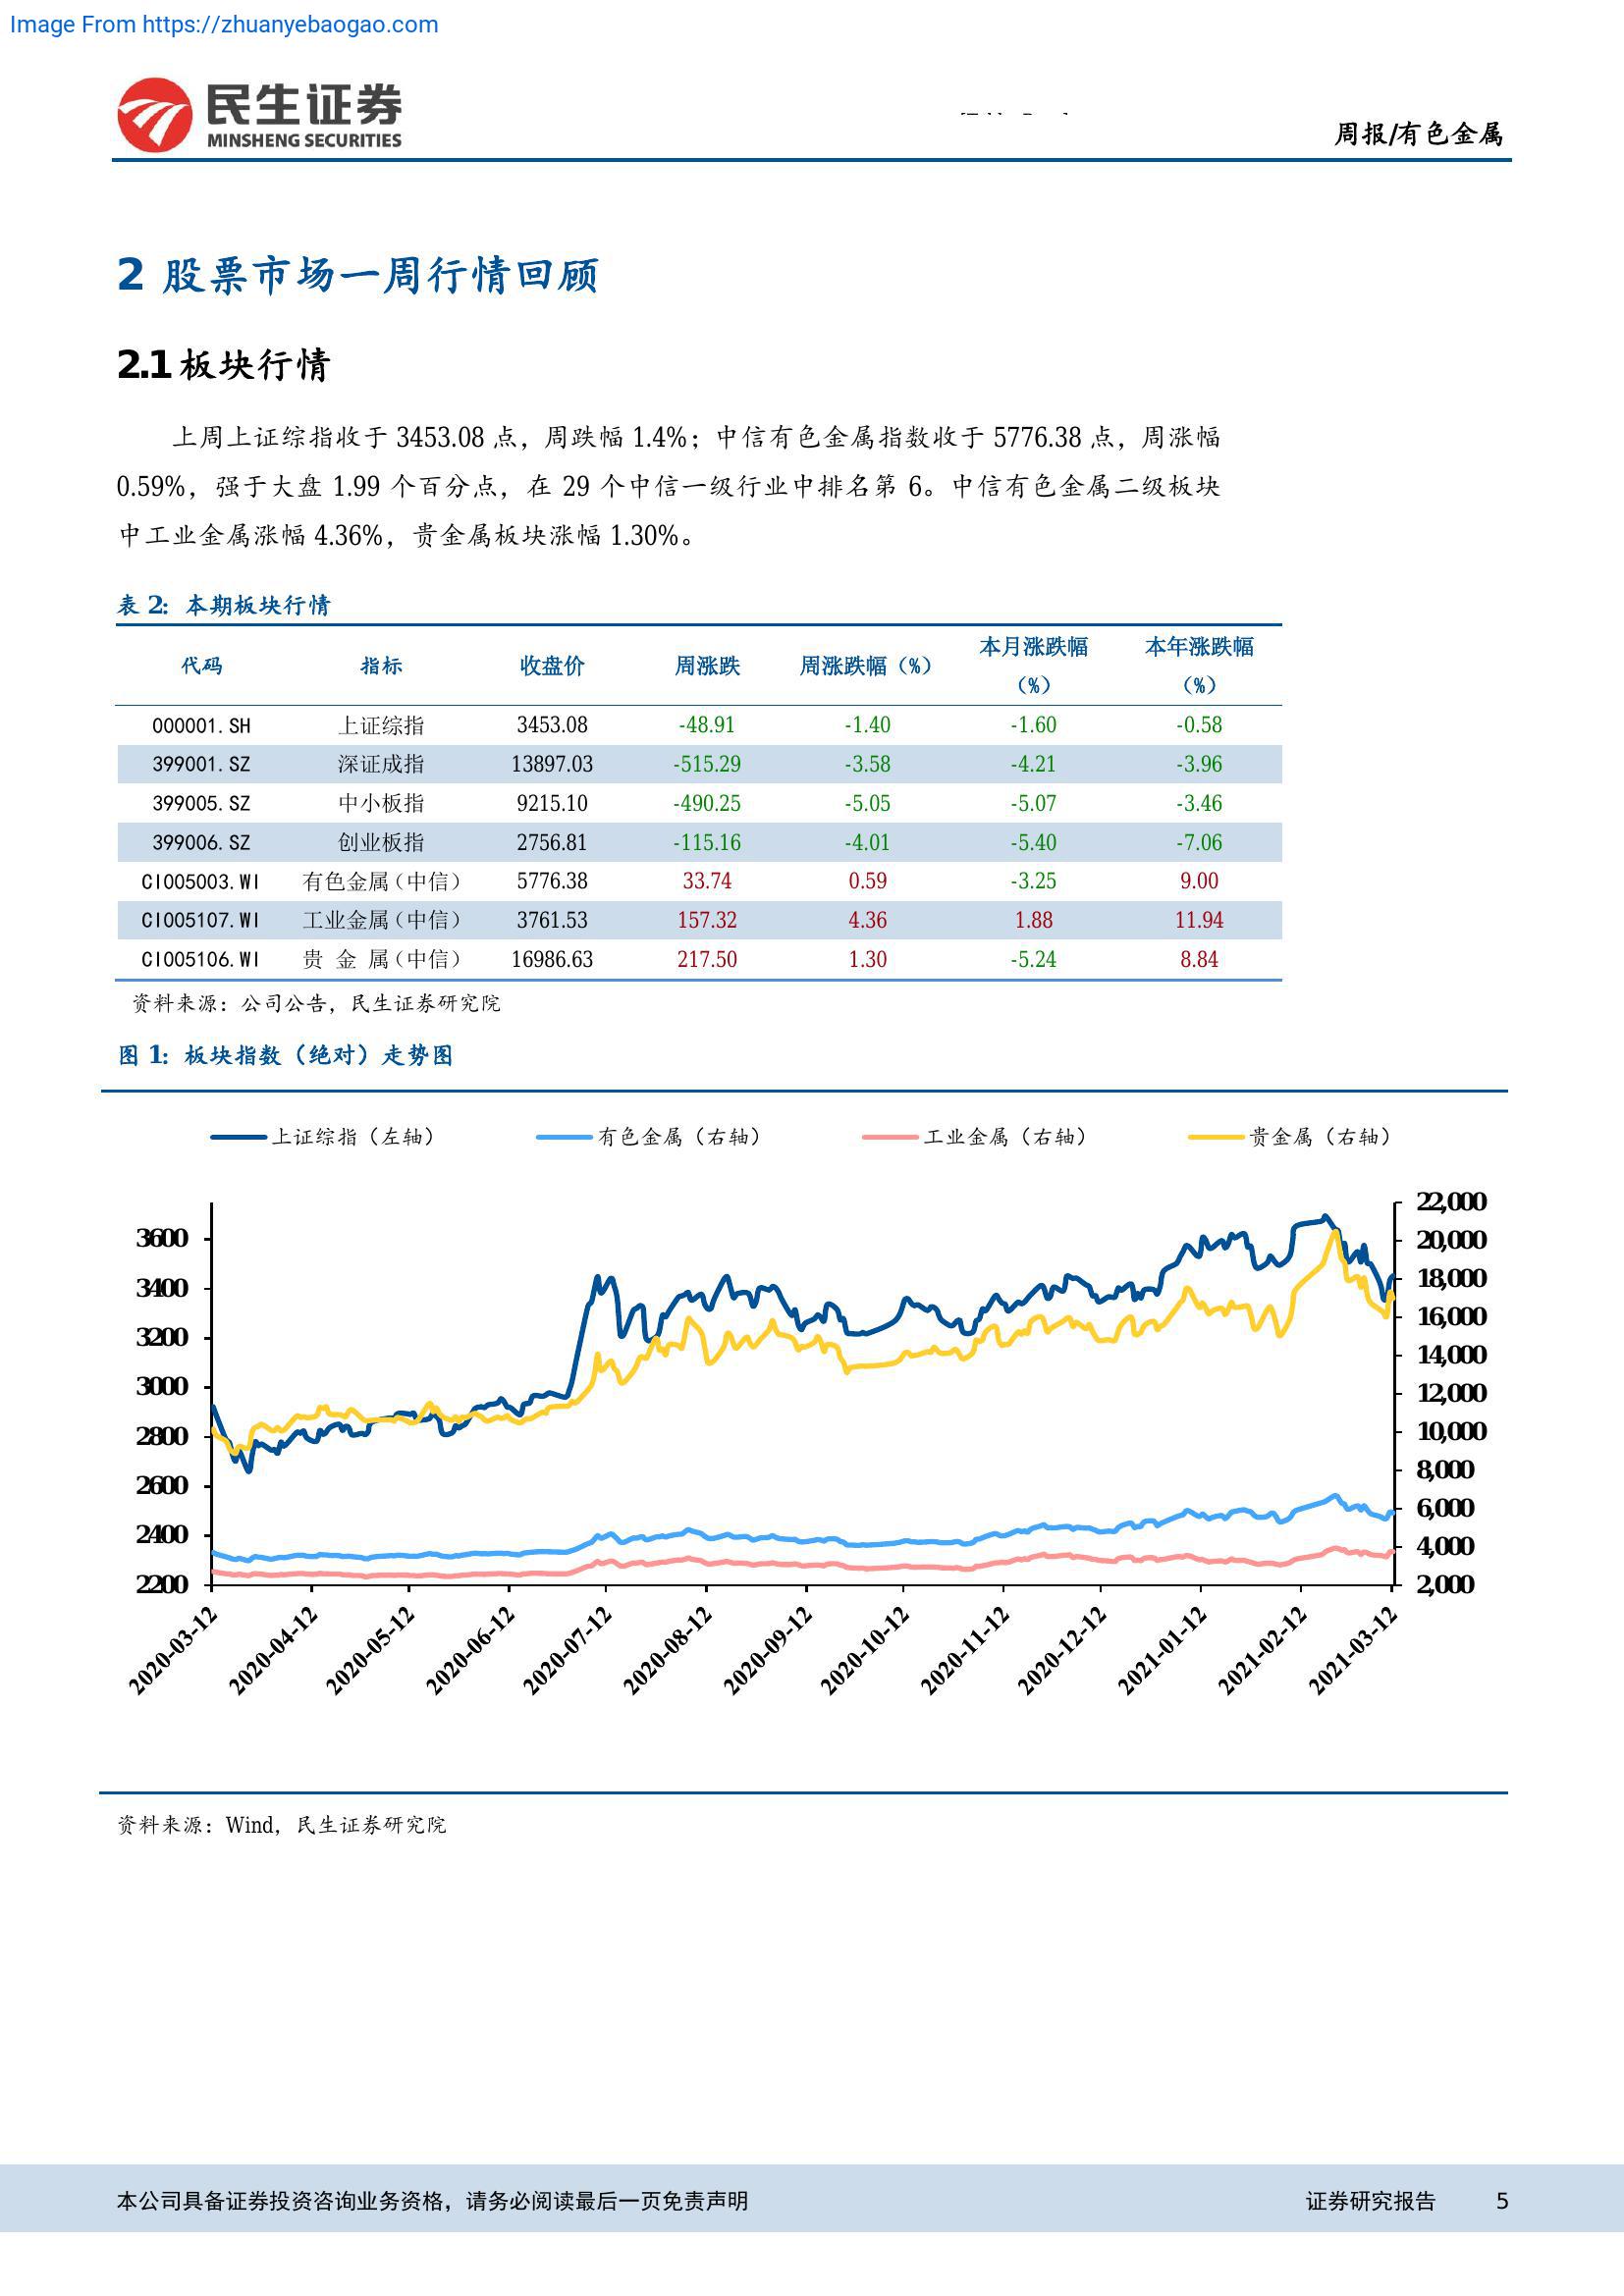 Image From https://zhuanyebaogao.com
民生证券
MINSHENG SECURITIES
周报/有色金属
2 股票市场一周行情回顾
2.1 板块行情
上周上证综指收于 3453.08 点，周跌幅 1.4%；中信有色金属指数收于 5776.38 点，周涨幅
0.59%，强于大盘 1.99 个百分点，在 29 个中信一级行业中排名第 6。中信有色金属二级板块
中工业金属涨幅 4.36%，贵金属板块涨幅 1.30%。
表 2：本期板块行情
代码 指标 收盘价 周涨跌 周涨跌幅（%） 本月涨跌幅（%） 本年涨跌幅（%）
000001.SH 上证综指 3453.08 -48.91 -1.40 -1.60 -0.58
399001.SZ 深证成指 13897.03 -515.29 -3.58 -4.21 -3.96
399005.SZ 中小板指 9215.10 -490.25 -5.05 -5.07 -3.46
399006.SZ 创业板指 2756.81 -115.16 -4.01 -5.40 -7.06
CI005003.WI 有色金属（中信） 5776.38 33.74 0.59 -3.25 9.00
CI005107.WI 工业金属（中信） 3761.53 157.32 4.36 1.88 11.94
CI005106.WI 贵 金 属（中信） 16986.63 217.50 1.30 -5.24 8.84
资料来源：公司公告，民生证券研究院
图 1：板块指数（绝对）走势图
上证综指（左轴） 有色金属（右轴） 工业金属（右轴） 贵金属（右轴）
3600
3400
3200
3000
2800
2600
2400
2200
22,000
20,000
18,000
16,000
14,000
12,000
10,000
8,000
6,000
4,000
2,000
2020-03-12
2020-04-12
2020-05-12
2020-06-12
2020-07-12
2020-08-12
2020-09-12
2020-10-12
2020-11-12
2020-12-12
2021-01-12
2021-02-12
2021-03-12
资料来源：Wind，民生证券研究院
本公司具备证券投资咨询业务资格，请务必阅读最后一页免责声明 证券研究报告 5